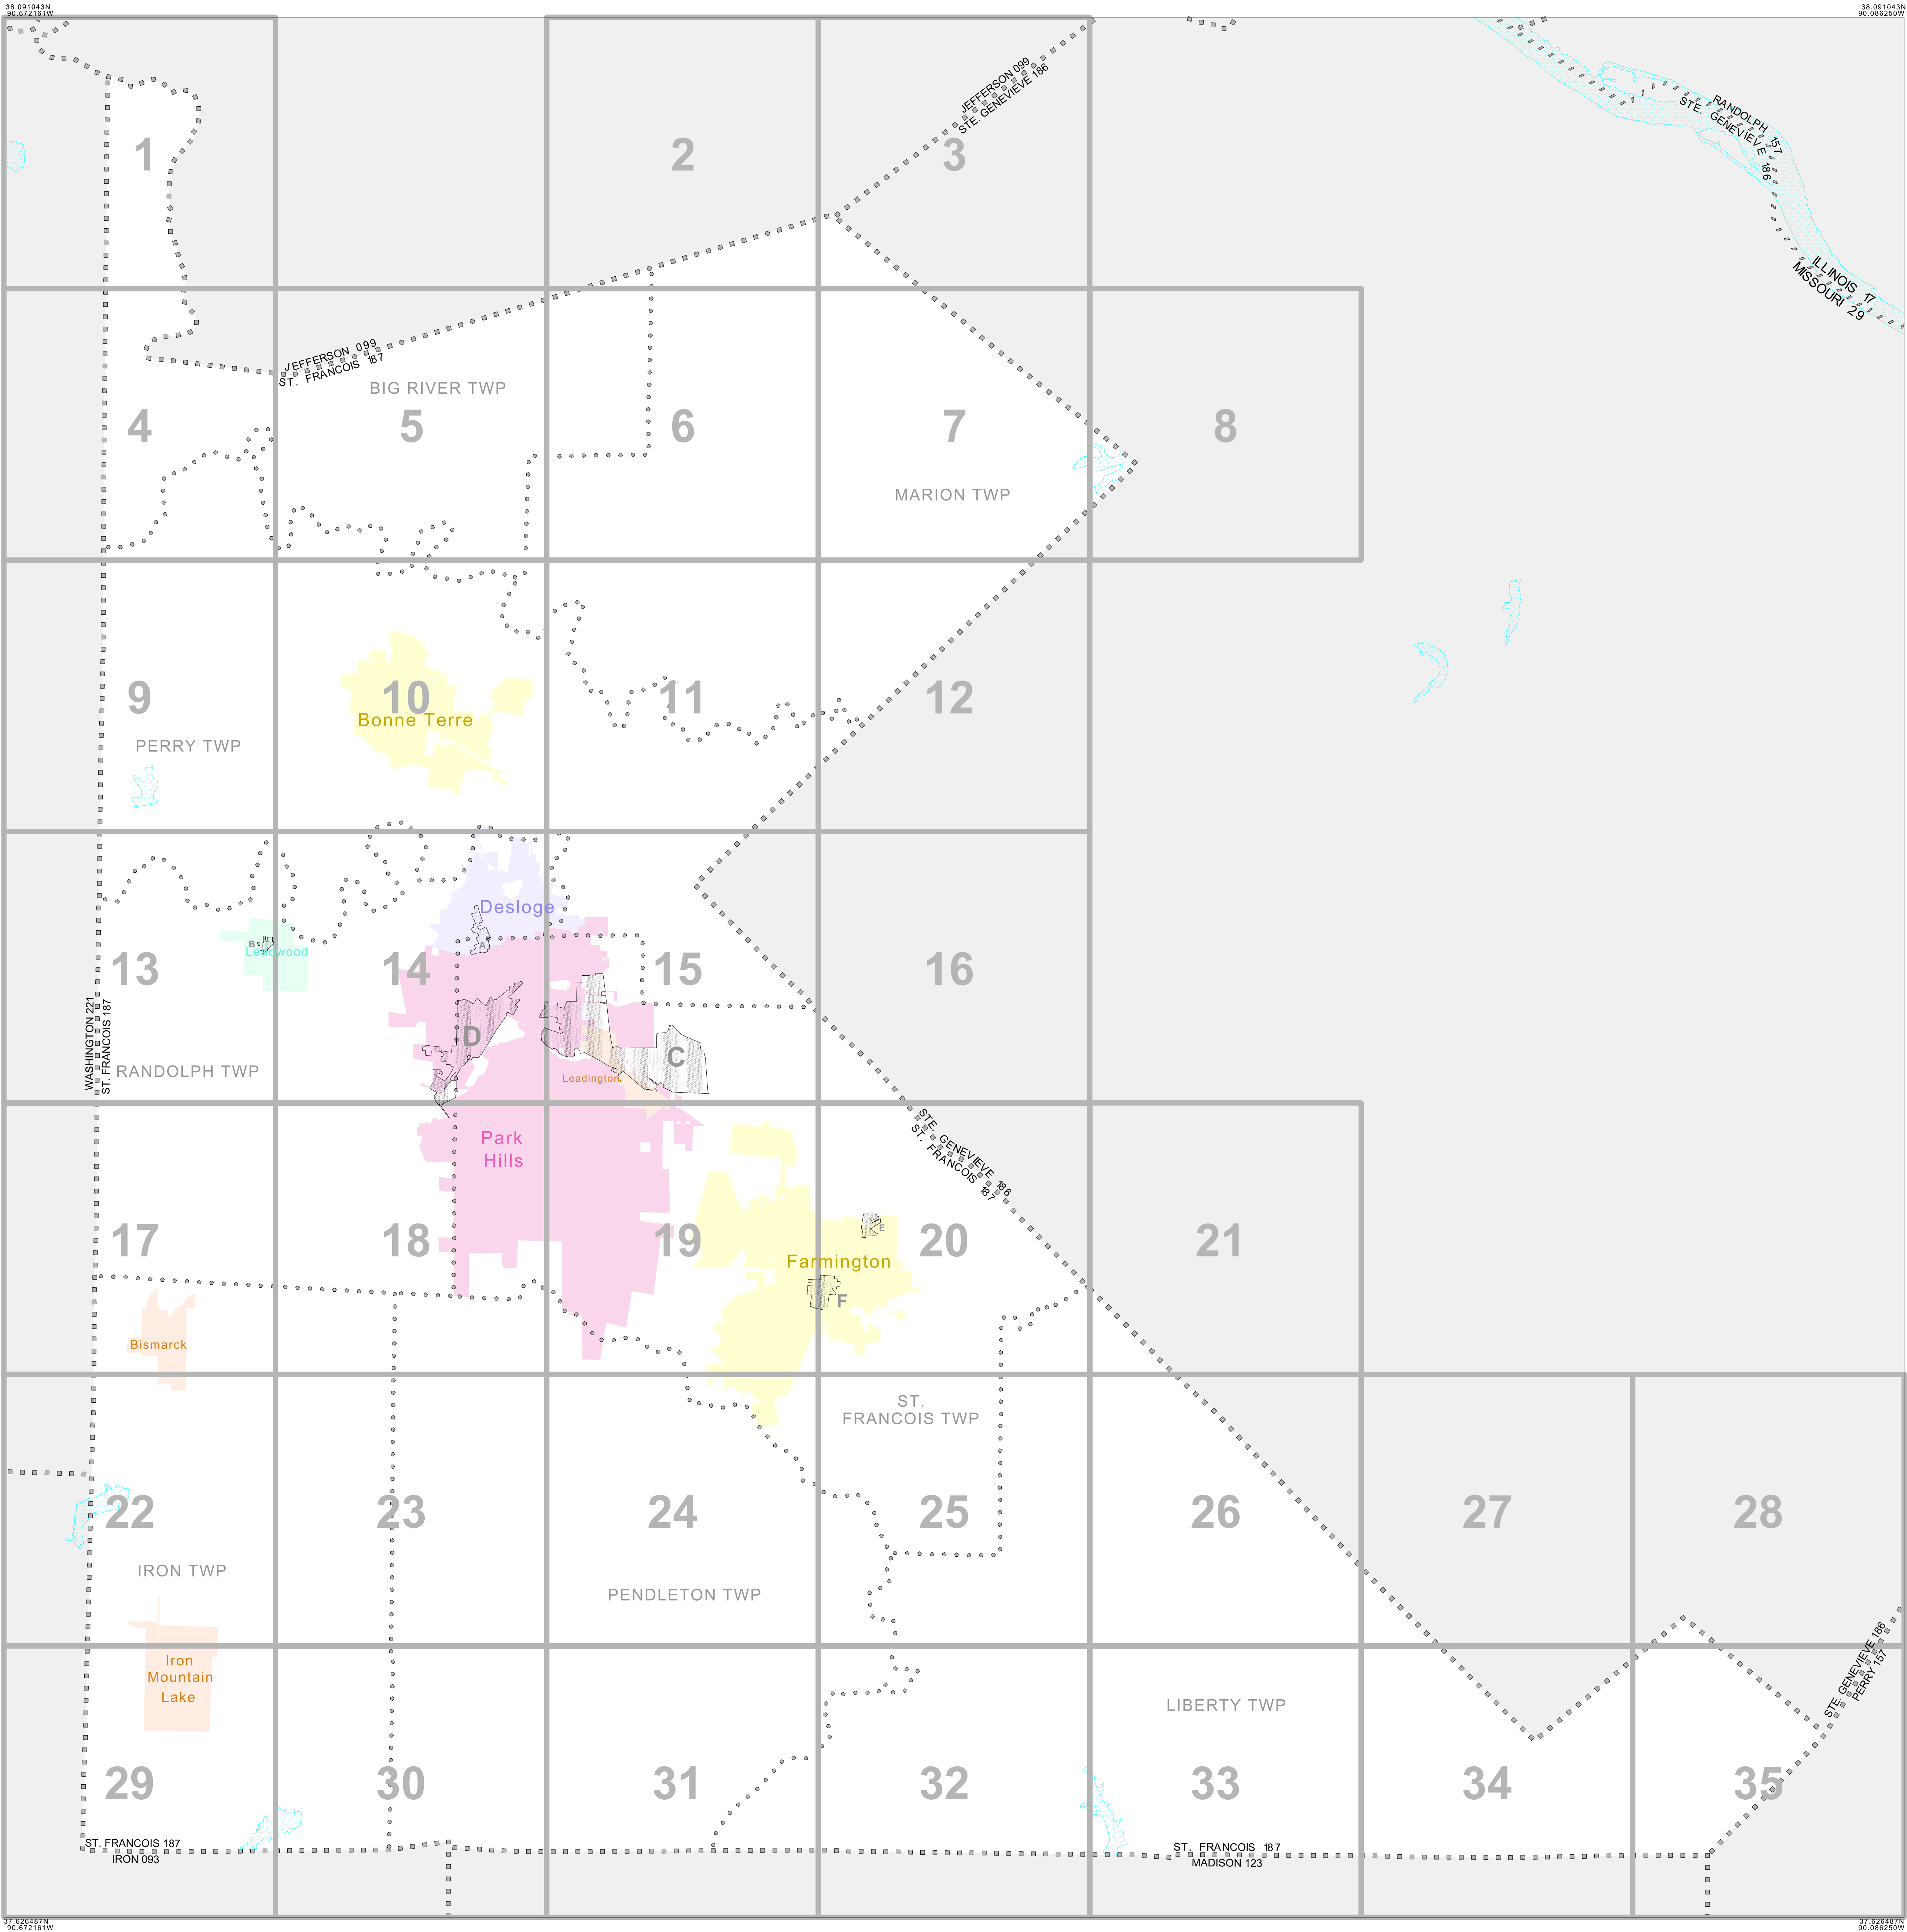 38.091043N
90.672161W
38.091043N
90.086250W
JEFFERSON 099
STE. GENEVIEVE 186
RANDOLPH 157
STE. GENEVIEVE 186
1
2
3
ILLINOIS 17
MISSOURI 29
JEFFERSON 099
ST. FRANCOIS 187
BIG RIVER TWP
4
5
6
7
8
MARION TWP
9
10
11
12
Bonne Terre
PERRY TWP
Desloge
A
B
Leadwood
13
14
15
16
WASHINGTON 221
ST. FRANCOIS 187
D
C
RANDOLPH TWP
Leadington
STE. GENEVIEVE 186
ST. FRANCOIS 187
Park
Hills
E
17
18
19
20
21
Farmington
F
Bismarck
ST.
FRANCOIS TWP
22
23
24
25
26
27
28
IRON TWP
PENDLETON TWP
Iron
Mountain
Lake
STE. GENEVIEVE 186
PERRY 157
LIBERTY TWP
29
30
31
32
33
34
35
ST. FRANCOIS 187
IRON 093
ST. FRANCOIS 187
MADISON 123
37.626487N
90.672161W
37.626487N
90.086250W